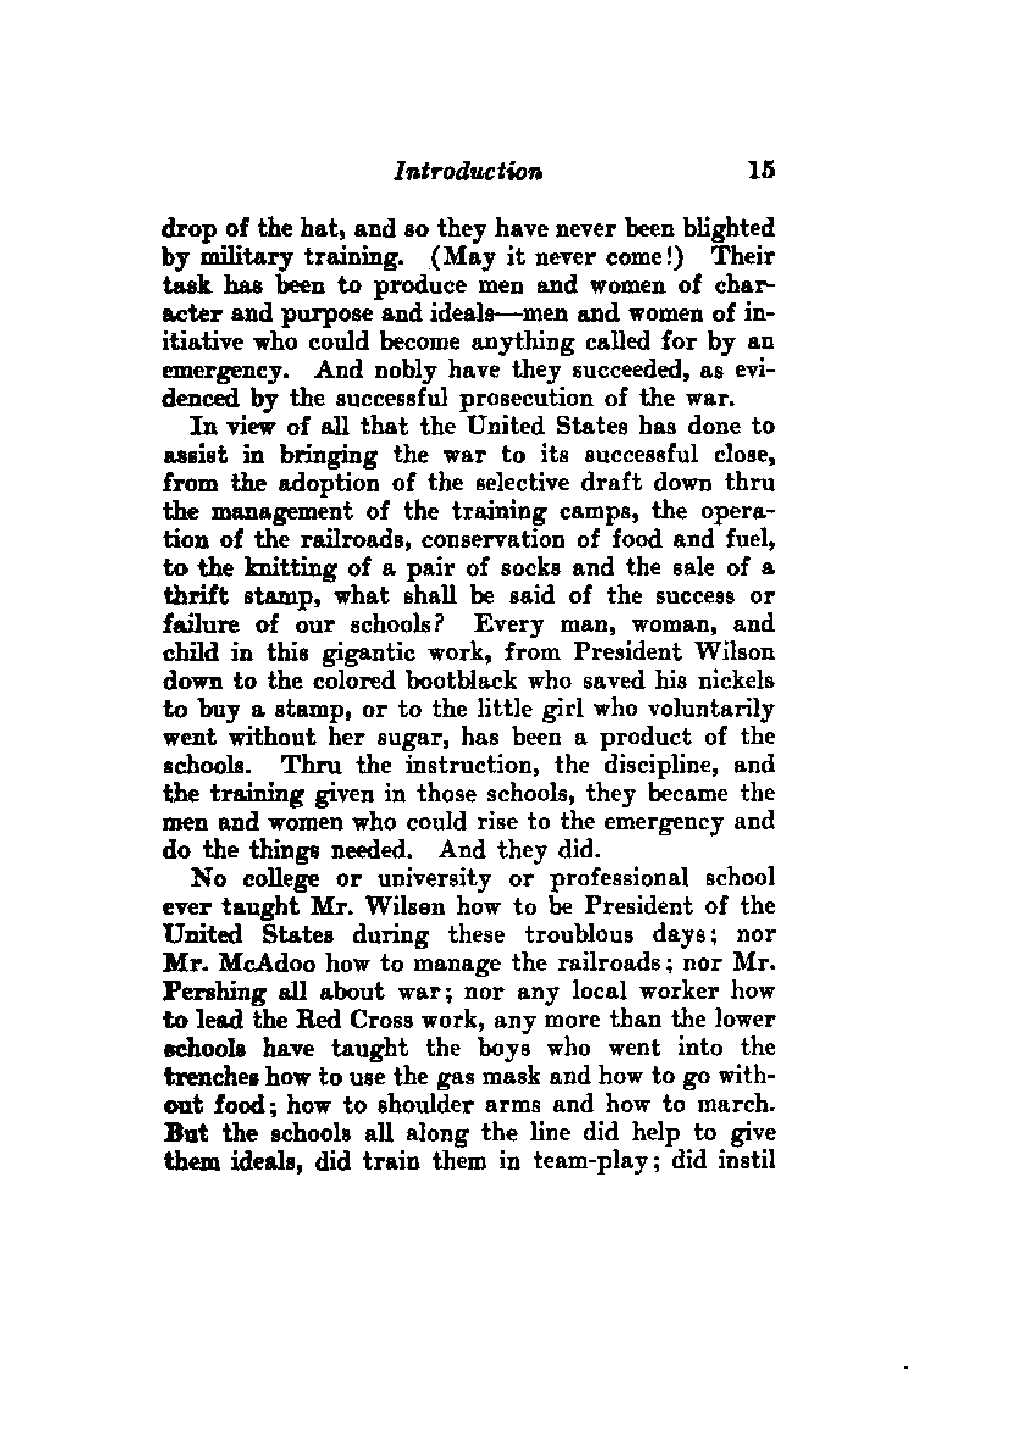 Introduction 15
drop of the hat, and so they have never been blighted
by military training. (May it never come!) Their
task has been to produce men and women of char-
acter and purpose and ideals—men and women of in-
itiative who could become anything called for by an
emergency. And nobly have they succeeded, as evi-
denced by the successful prosecution of the war.
In view of all that the United States has done to
assist in bringing the war to its successful close,
from the adoption of the selective draft down thru
the management of the training camps, the opera-
tion of the railroads, conservation of food and fuel,
to the knitting of a pair of socks and the sale of a
thrift stamp, what shall be said of the success or
failure of our schools? Every man, woman, and
child in this gigantic work, from President Wilson
down to the colored bootblack who saved his nickels
to buy a stamp, or to the little girl who voluntarily
went without her sugar, has been a product of the
schools. Thru the instruction, the discipline, and
the training given in those schools, they became the
men and women who could rise to the emergency and
do the things needed. And they did.
No college or university or professional school
ever taught Mr. Wilson how to be President of the
United States during these troublous days; nor
Mr. McAdoo how to manage the railroads; nor Mr.
Pershing all about war; nor any local worker how
to lead the Red Cross work, any more than the lower
schools have taught the boys who went into the
trenches how to use the gas mask and how to go with-
out food; how to shoulder arms and how to march.
But the schools all along the line did help to give
them ideals, did train them in team-play; did instil